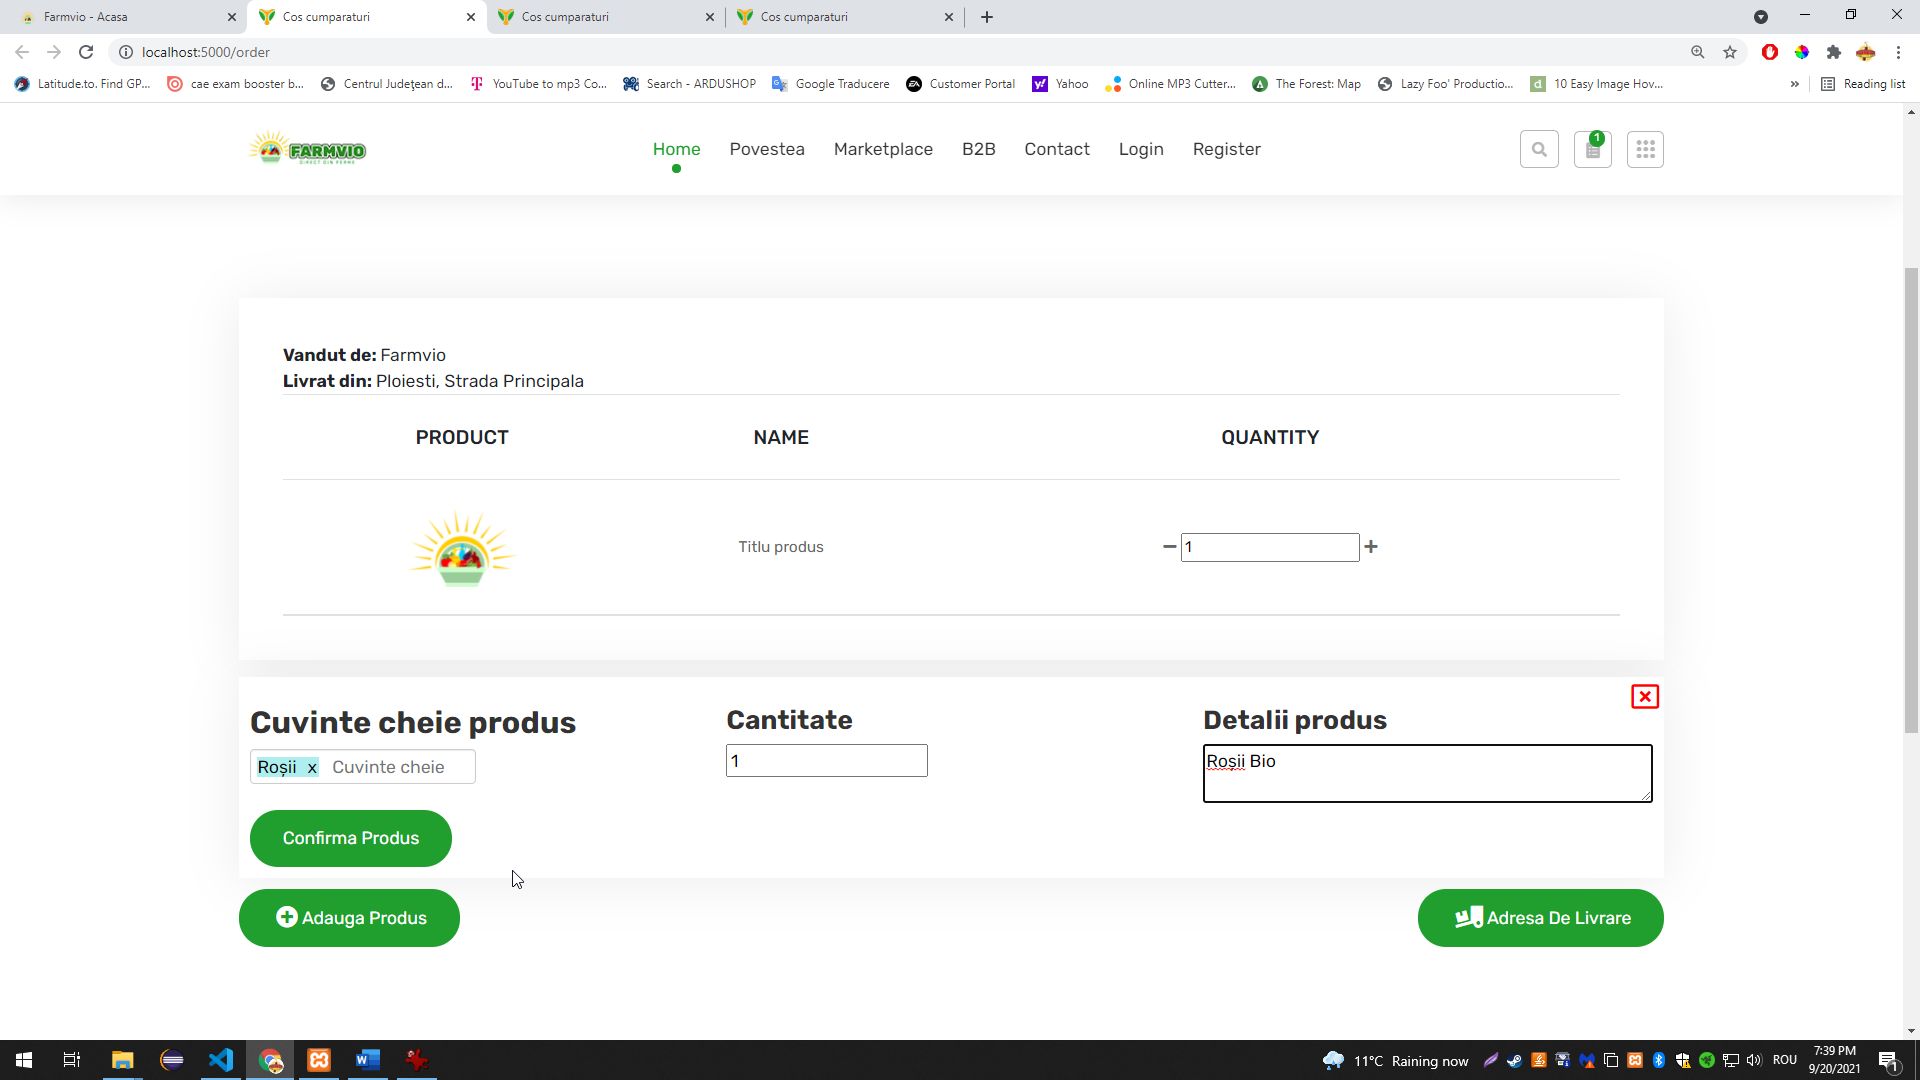 Farmvio - Acasa
Cos cumparaturi
Cos cumparaturi
Cos cumparaturi
localhost:5000/order
Latitude.to. Find GP...
cae exam booster b...
Centrul Județean d...
YouTube to mp3 Co...
Search - ARDUSHOP
Google Traducere
Customer Portal
Yahoo
Online MP3 Cutter...
The Forest: Map
Lazy Foo' Productio...
10 Easy Image Hov...
»
Reading list
FARMVIO
DIRECT DIN FERME
Home
Povestea
Marketplace
B2B
Contact
Login
Register
1
Vandut de: Farmvio
Livrat din: Ploiesti, Strada Principala
PRODUCT NAME QUANTITY
Titlu produs
1
Cuvinte cheie produs
Cantitate
Detalii produs
Roșii x Cuvinte cheie
1
Roșii Bio
Confirma Produs
Adauga Produs
Adresa De Livrare
11°C Raining now
ROU
7:39 PM
9/20/2021
1